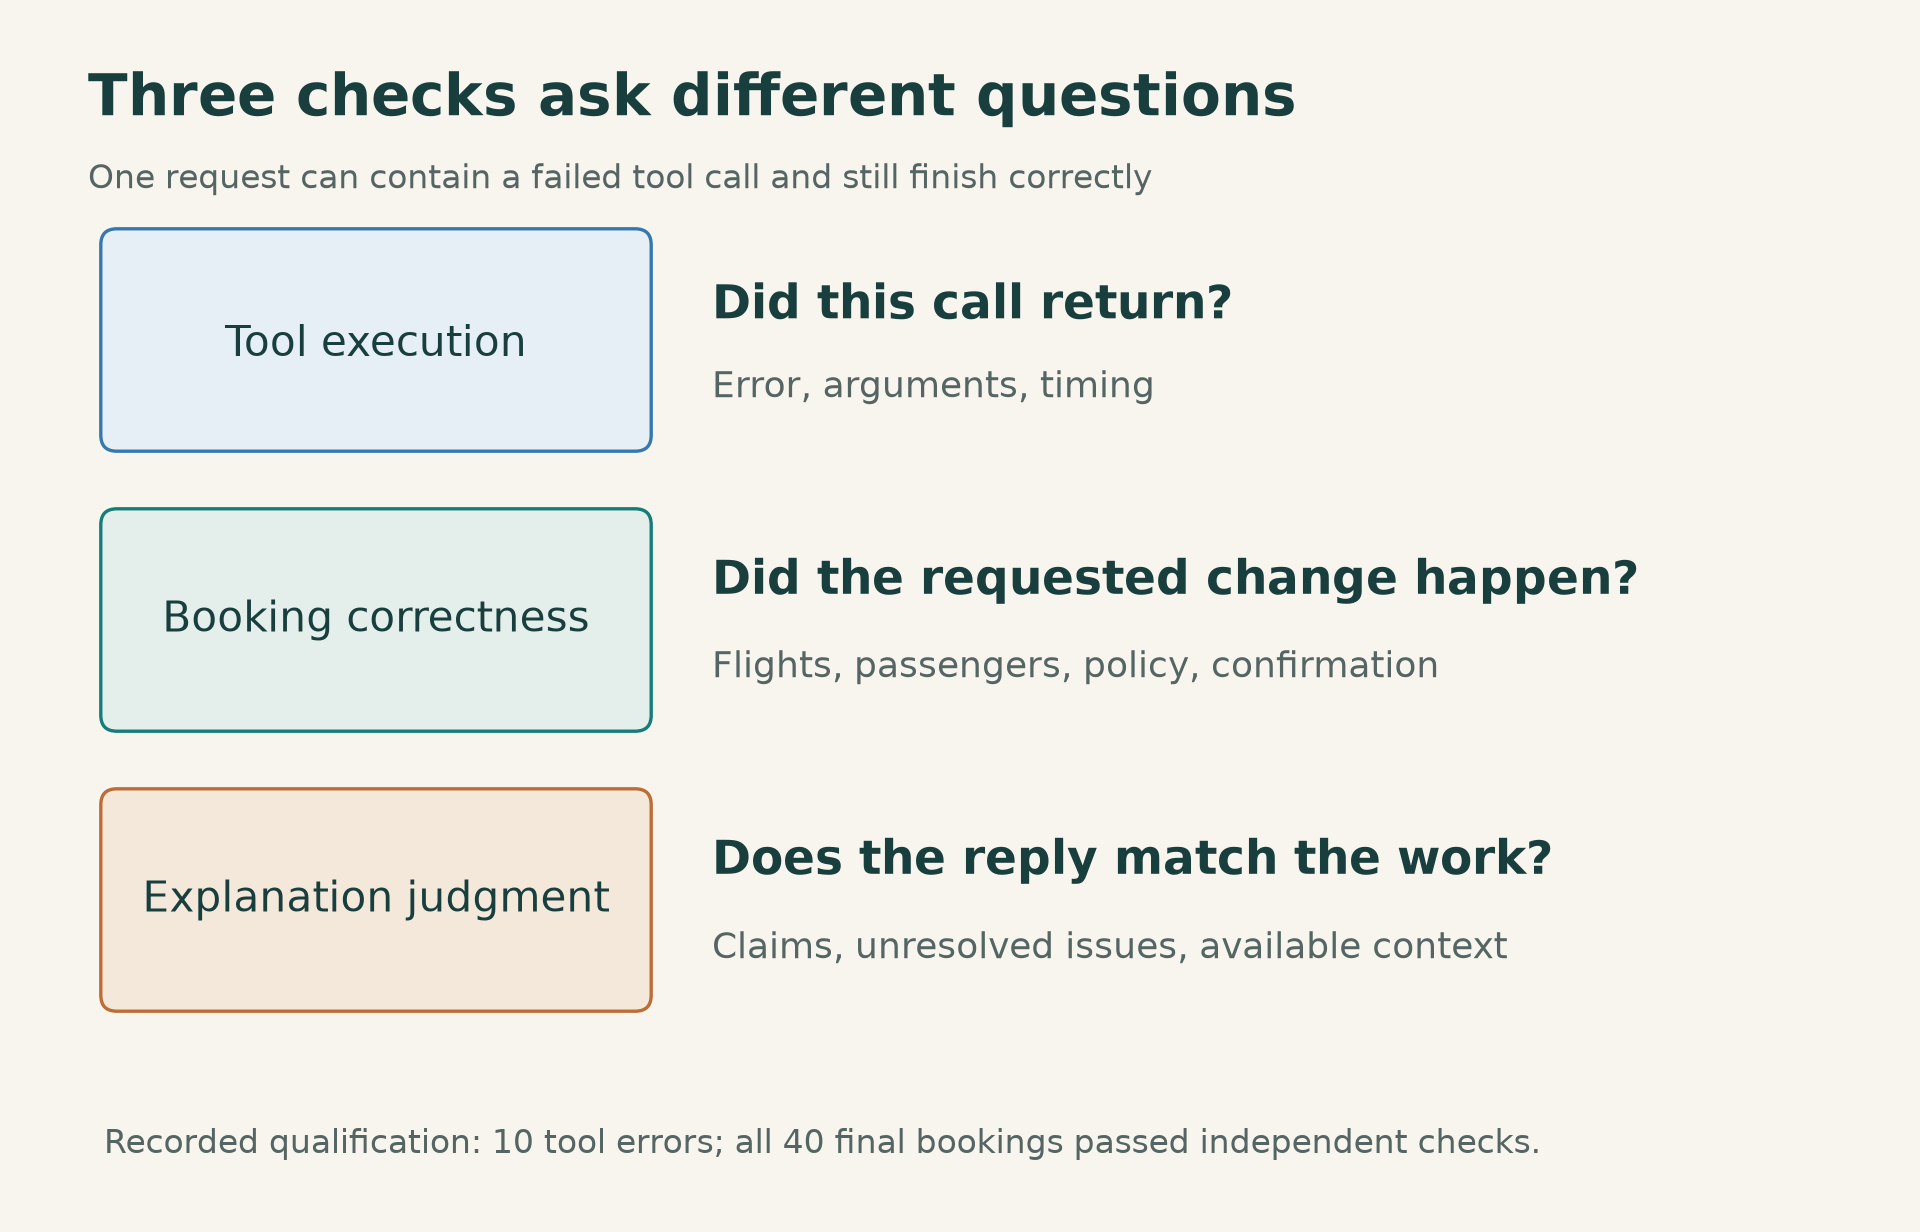 Three checks ask different questions
One request can contain a failed tool call and still finish correctly
Tool execution
Did this call return?
Error, arguments, timing
Booking correctness
Did the requested change happen?
Flights, passengers, policy, confirmation
Explanation judgment
Does the reply match the work?
Claims, unresolved issues, available context
Recorded qualification: 10 tool errors; all 40 final bookings passed independent checks.